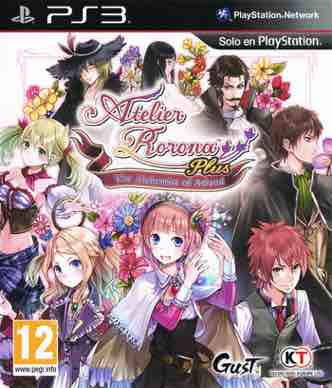 PS3
PlayStation®Network
Solo en PlayStation®
Atelier
Rorona
Plus
The Alchemist of Arland
12
www.pegi.info
GUST
KT